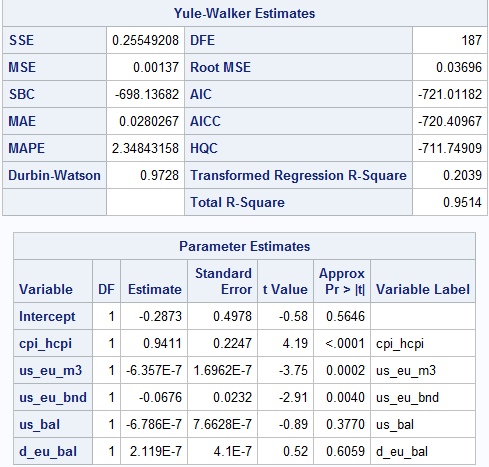 Yule-Walker Estimates
SSE 0.25549208 DFE 187
MSE 0.00137 Root MSE 0.03696
SBC -698.13682 AIC -721.01182
MAE 0.0280267 AICC -720.40967
MAPE 2.34843158 HQC -711.74909
Durbin-Watson 0.9728 Transformed Regression R-Square 0.2039
Total R-Square 0.9514
Parameter Estimates
Variable DF Estimate Standard Error t Value Approx Pr > |t| Variable Label
Intercept 1 -0.2873 0.4978 -0.58 0.5646
cpi_hcpi 1 0.9411 0.2247 4.19 <.0001 cpi_hcpi
us_eu_m3 1 -6.357E-7 1.6962E-7 -3.75 0.0002 us_eu_m3
us_eu_bnd 1 -0.0676 0.0232 -2.91 0.0040 us_eu_bnd
us_bal 1 -6.786E-7 7.6628E-7 -0.89 0.3770 us_bal
d_eu_bal 1 2.119E-7 4.1E-7 0.52 0.6059 d_eu_bal